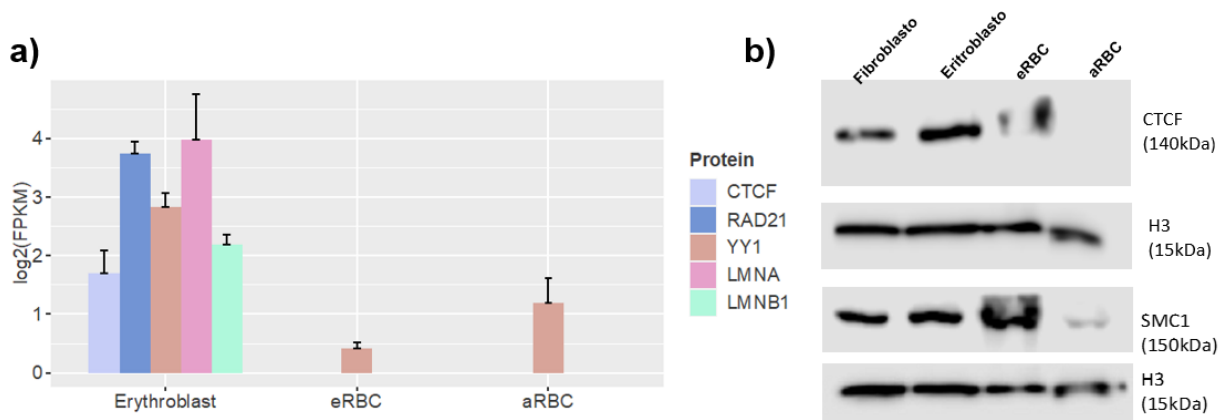 a)
log2(FPKM)
4
3
2
1
0
Erythroblast
eRBC
aRBC
Protein
CTCF
RAD21
YY1
LMNA
LMNB1
b)
Fibroblasto
Eritroblasto
eRBC
aRBC
CTCF
(140kDa)
H3
(15kDa)
SMC1
(150kDa)
H3
(15kDa)